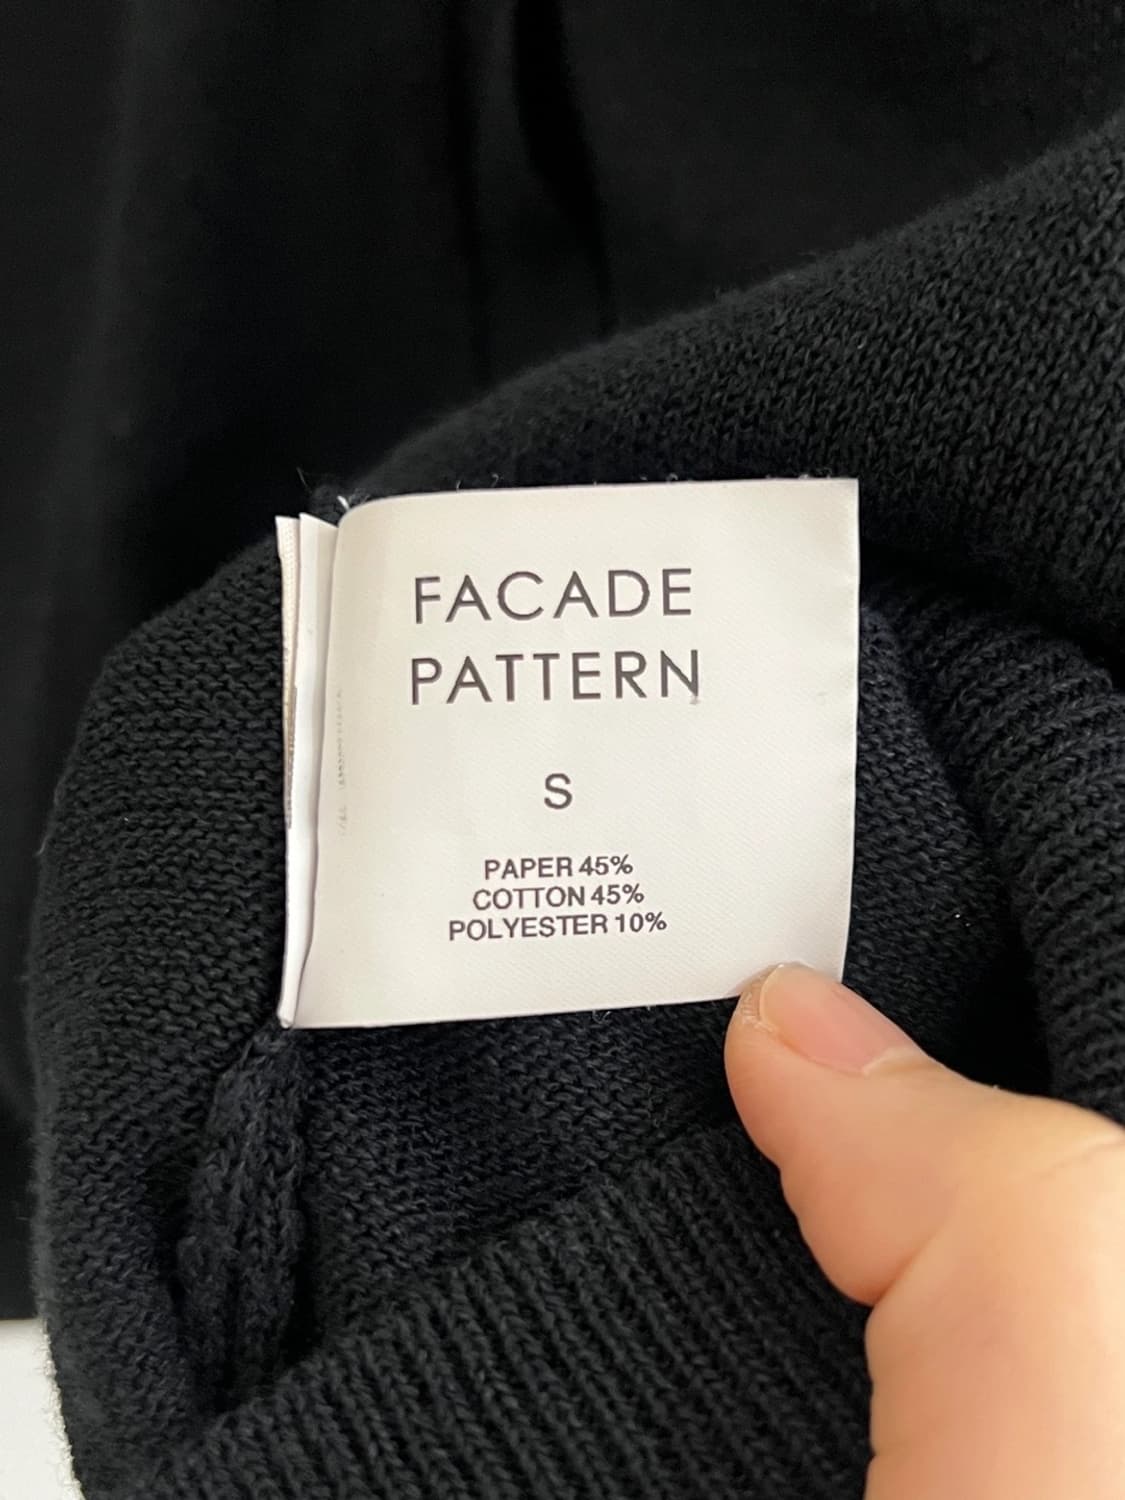 FACADE
PATTERN
S
PAPER 45%
COTTON 45%
POLYESTER 10%